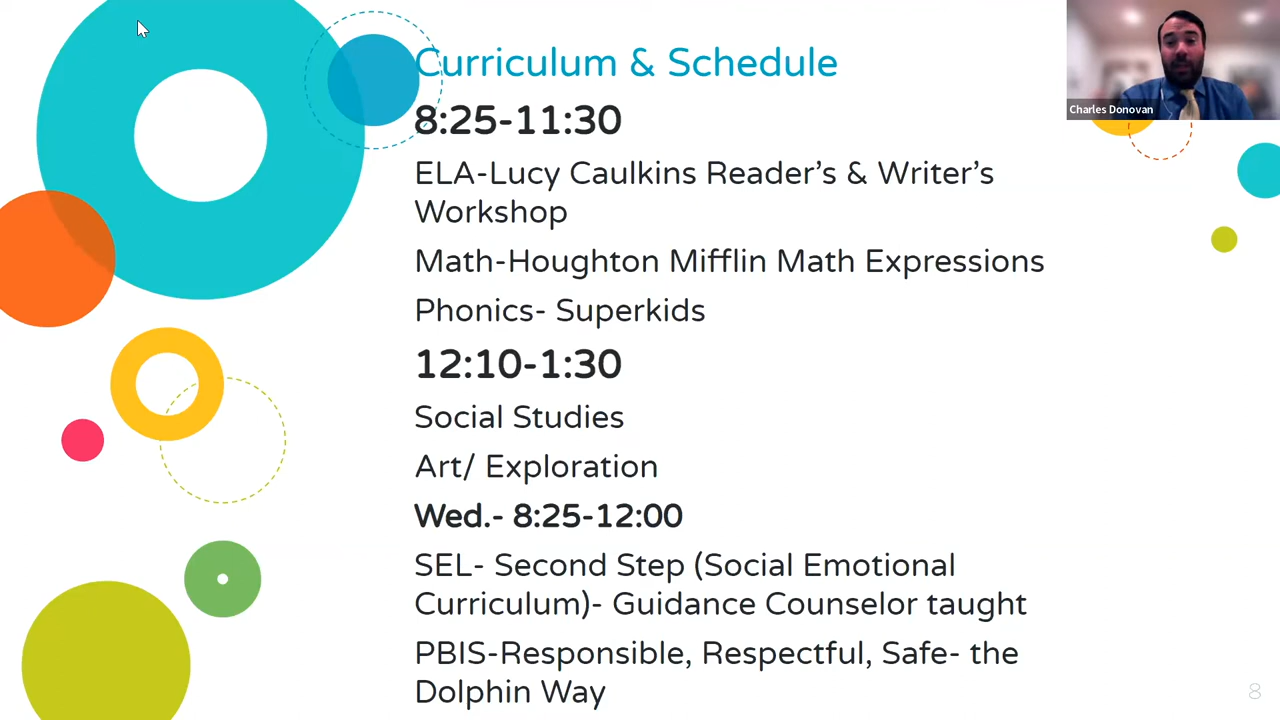 Curriculum & Schedule
8:25-11:30
ELA-Lucy Caulkins Reader’s & Writer’s
Workshop
Math-Houghton Mifflin Math Expressions
Phonics- Superkids
12:10-1:30
Social Studies
Art/ Exploration
Wed.- 8:25-12:00
SEL- Second Step (Social Emotional
Curriculum)- Guidance Counselor taught
PBIS-Responsible, Respectful, Safe- the
Dolphin Way
Charles Donovan
8